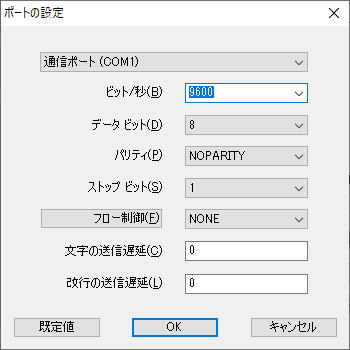 ポートの設定
通信ポート (COM1)
ビット/秒(B) 9600
データ ビット(D) 8
パリティ(P) NOPARITY
ストップ ビット(S) 1
フロー制御(F) NONE
文字の送信遅延(C) 0
改行の送信遅延(L) 0
既定値 OK キャンセル